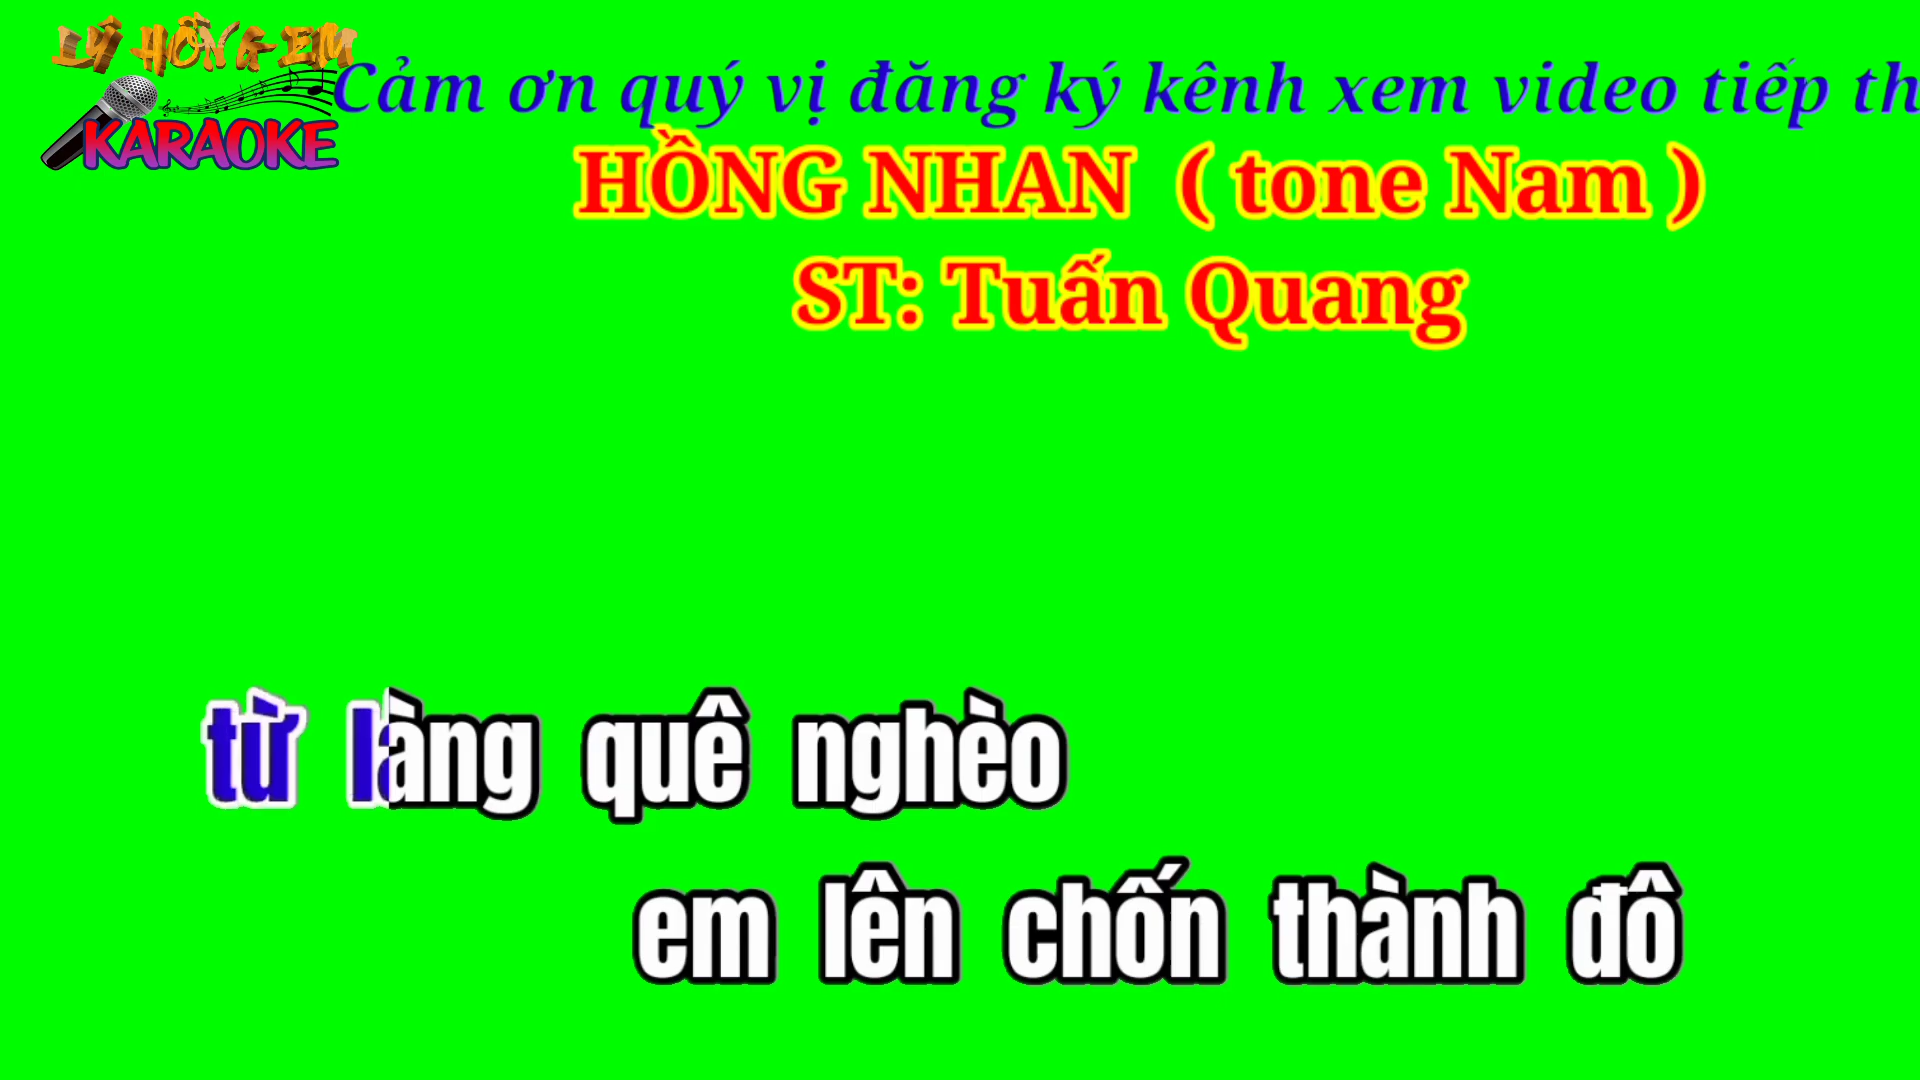 LÝ HỒNG EM
KARAOKE
Cảm ơn quý vị đăng ký kênh xem video tiếp th
HỒNG NHAN ( tone Nam )
ST: Tuấn Quang
từ làng quê nghèo
em lên chốn thành đô